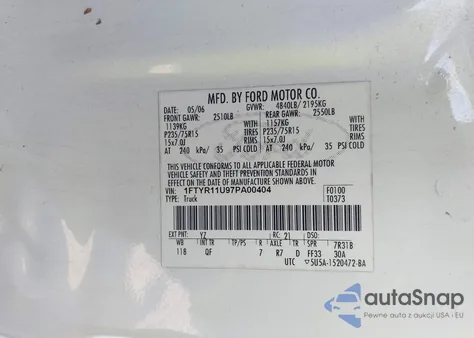 MFD. BY FORD MOTOR CO.
05/06 GVWR: 4840LB/ 2195KG
FRONT GAWR: 2510LB REAR GAWR: 2550LB
1139KG WITH 1157KG WITH
P235/75R15 TIRES P235/75R15 TIRES
15x7.0J RIMS 15x7.0J RIMS
AT 240 kPa/ 35 PSI COLD AT 240 kPa/ 35 PSI COLD
THIS VEHICLE CONFORMS TO ALL APPLICABLE FEDERAL MOTOR
VEHICLE SAFETY AND THEFT PREVENTION STANDARDS IN
EFFECT ON THE DATE OF MANUFACTURE SHOWN ABOVE.
VIN: 1FTYR11U97PA00404 F0100
TYPE: Truck T0373
EXT PNT: YZ RC: 21 DSO:
WB INT TR TP/PS R AXLE TR SPR 7R31B
118 QF 7 R7 D FF33 30A
UTC 5U5A-1520472-BA
autoSnap
Pewne auta z aukcji USA i EU